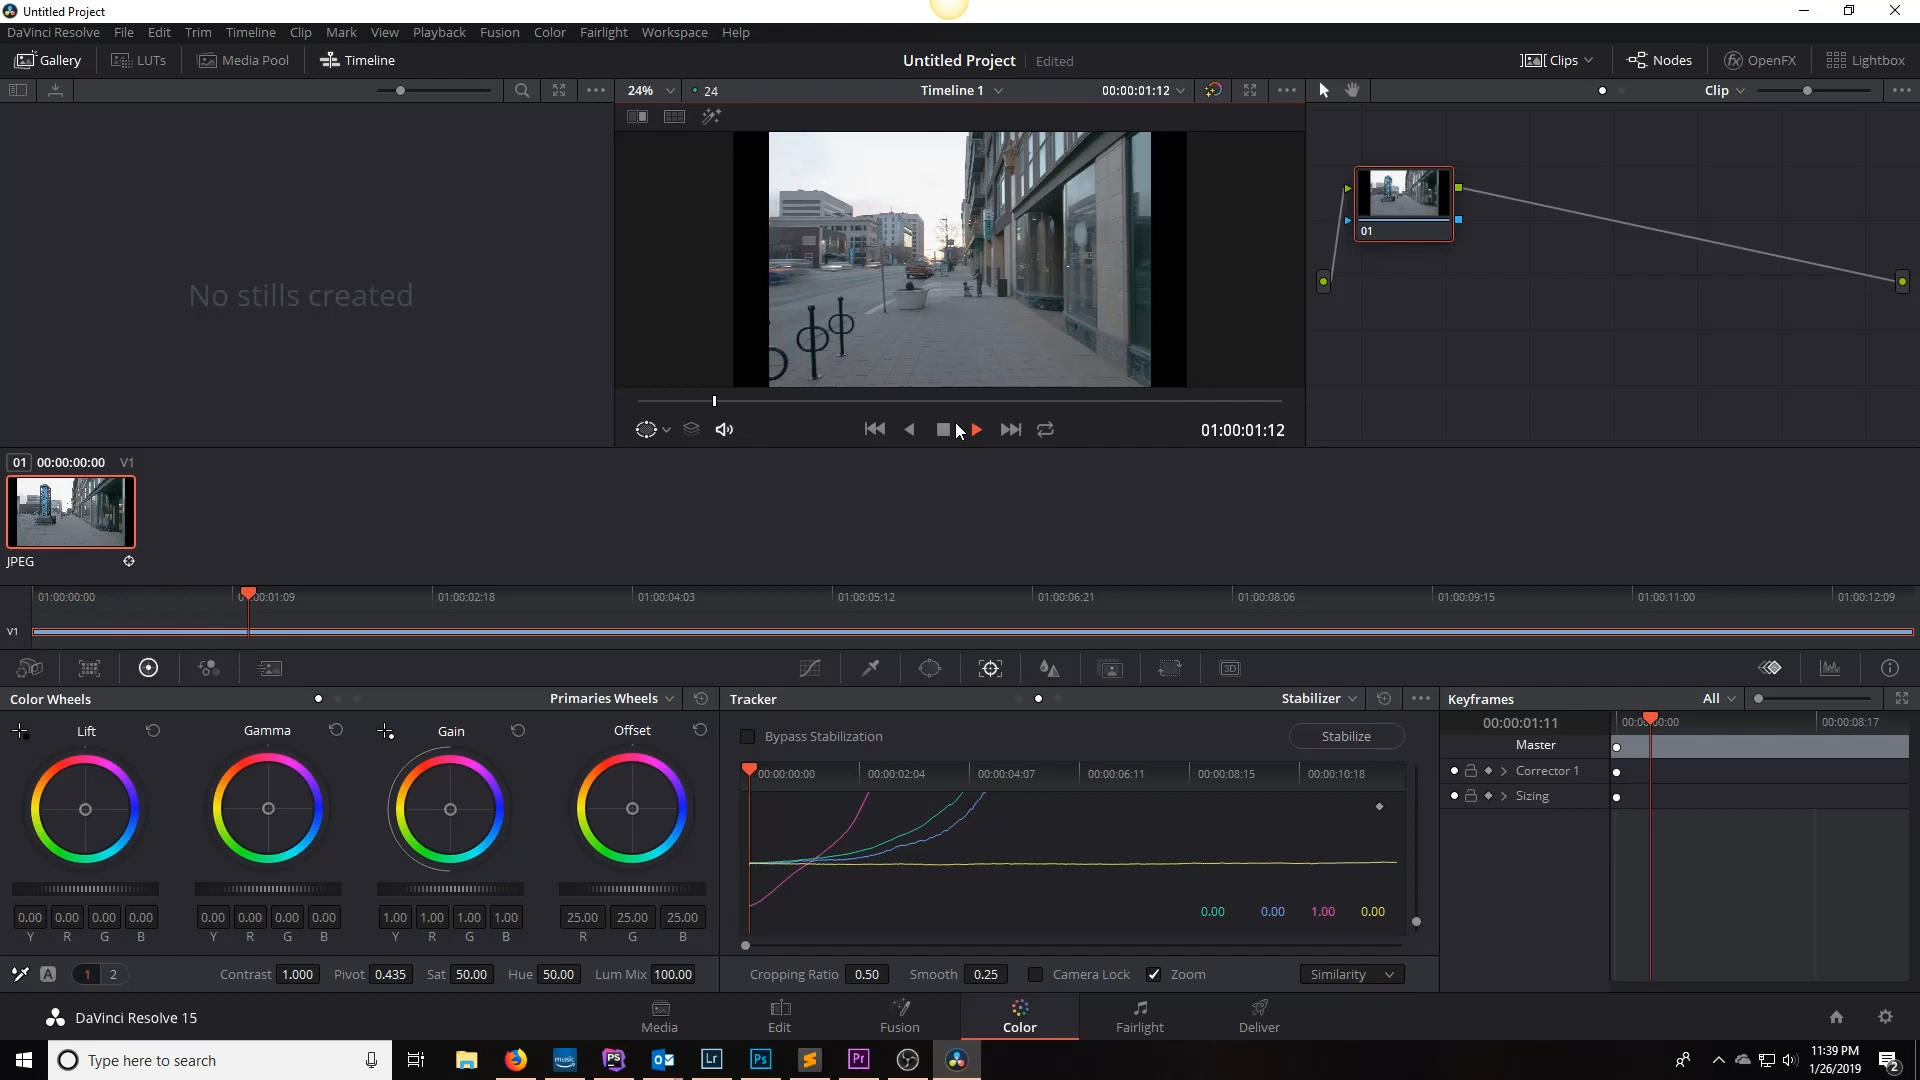 Untitled Project
DaVinci Resolve File Edit Trim Timeline Clip Mark View Playback Fusion Color Fairlight Workspace Help
Gallery LUTs Media Pool Timeline Untitled Project Edited Clips Nodes OpenFX Lightbox
24% 24 Timeline 1 00:00:01:12 Clip
No stills created
01
01:00:01:12
01 00:00:00:00 V1
JPEG
01:00:00:00 01:00:02:18 01:00:04:03 01:00:05:12 01:00:06:21 01:00:08:06 01:00:09:15 01:00:11:00 01:00:12:09
V1
3D
Color Wheels Primaries Wheels Tracker Stabilizer Keyframes All
00:00:01:11 00:00:08:17
Lift Gamma Gain Offset Bypass Stabilization Stabilize Master
00:00:00:00 00:00:02:04 00:00:04:07 00:00:06:11 00:00:08:15 00:00:10:18
Corrector 1
Sizing
0.00 0.00 0.00 0.00 0.00 0.00 0.00 0.00 1.00 1.00 1.00 1.00 25.00 25.00 25.00 0.00 0.00 1.00 0.00
Y R G B Y R G B Y R G B R G B
A 1 2 Contrast 1.000 Pivot 0.435 Sat 50.00 Hue 50.00 Lum Mix 100.00 Cropping Ratio 0.50 Smooth 0.25 Camera Lock Zoom Similarity
DaVinci Resolve 15 Media Edit Fusion Color Fairlight Deliver
Type here to search music PS Lr Ps Pr 11:39 PM
1/26/2019 2